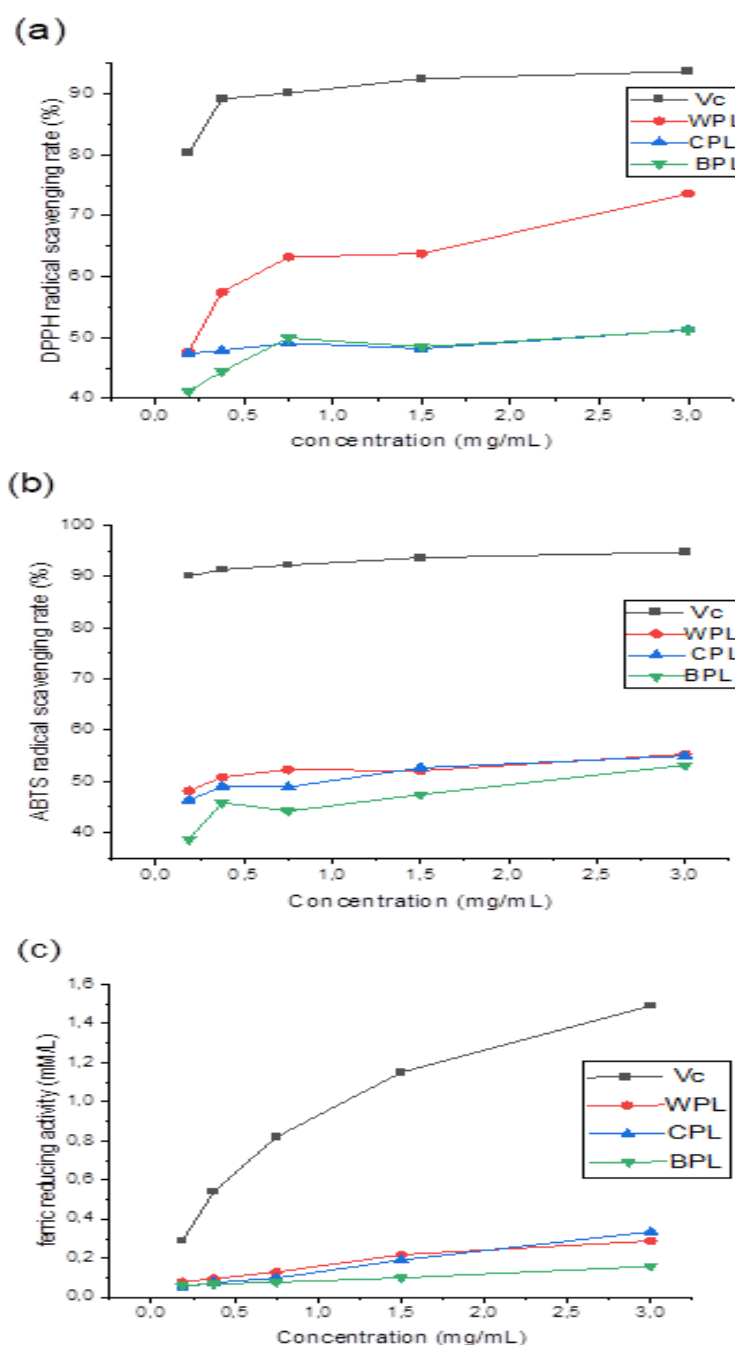 (a)
DPPH radical scavenging rate (%)
90
80
70
60
50
40
Vc
WPL
CPL
BPL
0,0 0,5 1,0 1,5 2,0 2,5 3,0
concentration (mg/mL)
(b)
ABTS radical scavenging rate (%)
100
90
80
70
60
50
40
Vc
WPL
CPL
BPL
0,0 0,5 1,0 1,5 2,0 2,5 3,0
Concentration (mg/mL)
(c)
ferric reducing activity (mM/L)
1,6
1,4
1,2
1,0
0,8
0,6
0,4
0,2
0,0
Vc
WPL
CPL
BPL
0,0 0,5 1,0 1,5 2,0 2,5 3,0
Concentration (mg/mL)